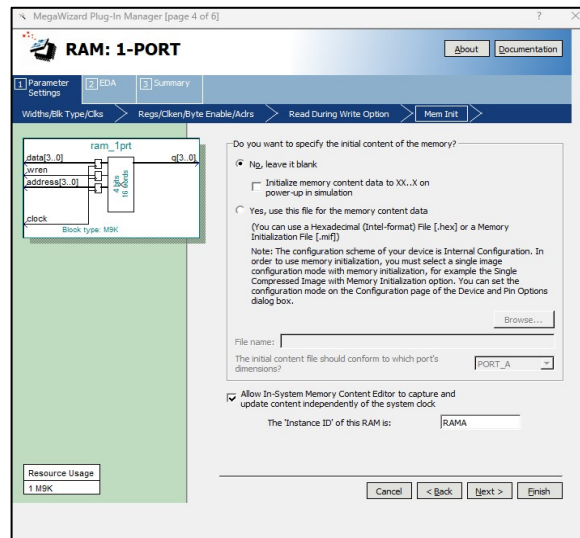 MegaWizard Plug-In Manager [page 4 of 6]
?
RAM: 1-PORT
About
Documentation
1 Parameter Settings
2 EDA
3 Summary
Widths/Blk Type/Clks
Regs/Clken/Byte Enable/Adrs
Read During Write Option
Mem Init
ram_1prt
data[3..0]
q[3..0]
wren
address[3..0]
4 bits
16 words
clock
Block type: M9K
Do you want to specify the initial content of the memory?
No, leave it blank
Initialize memory content data to XX..X on
power-up in simulation
Yes, use this file for the memory content data
(You can use a Hexadecimal (Intel-format) File [.hex] or a Memory
Initialization File [.mif])
Note: The configuration scheme of your device is Internal Configuration. In
order to use memory initialization, you must select a single image
configuration mode with memory initialization, for example the Single
Compressed Image with Memory Initialization option. You can set the
configuration mode on the Configuration page of the Device and Pin Options
dialog box.
Browse...
File name:
The initial content file should conform to which port's
dimensions?
PORT_A
Allow In-System Memory Content Editor to capture and
update content independently of the system clock
The 'Instance ID' of this RAM is:
RAMA
Resource Usage
1 M9K
Cancel
< Back
Next >
Finish